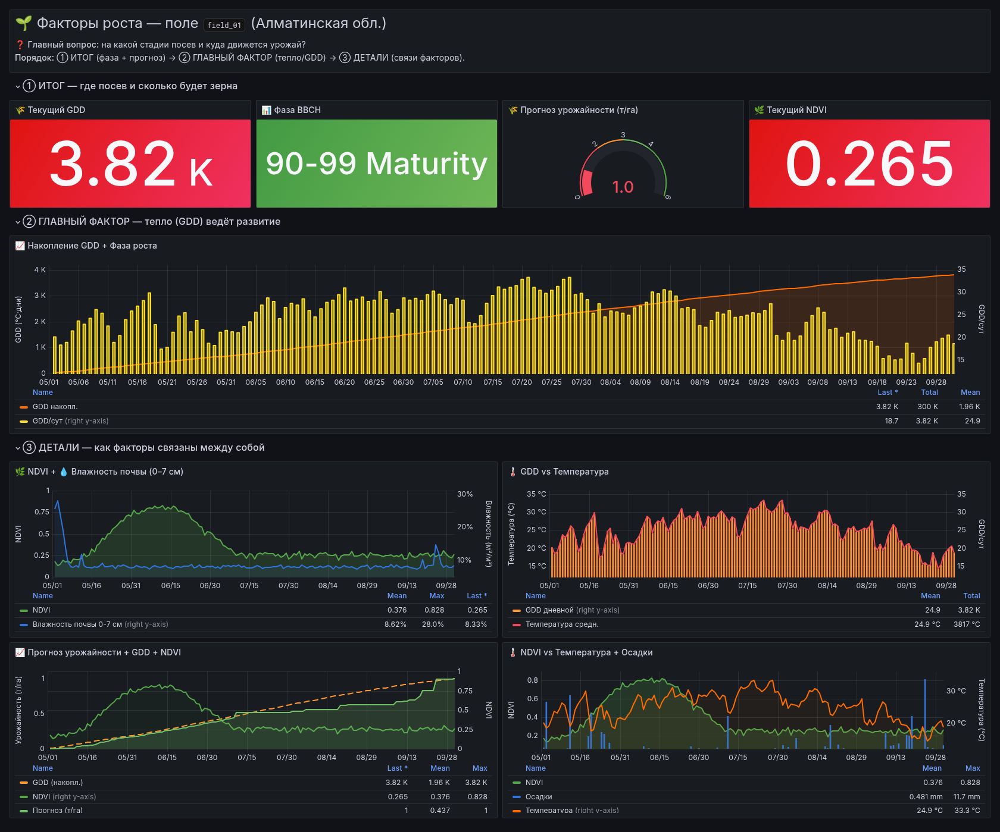 🌱 Факторы роста — поле field_01 (Алматинская обл.)
❓ Главный вопрос: на какой стадии посев и куда движется урожай?
Порядок: ① ИТОГ (фаза + прогноз) → ② ГЛАВНЫЙ ФАКТОР (тепло/GDD) → ③ ДЕТАЛИ (связи факторов).
① ИТОГ — где посев и сколько будет зерна
🌾 Текущий GDD
3.82 K
📊 Фаза BBCH
90-99 Maturity
🌾 Прогноз урожайности (т/га)
0 2 3 4 6
1.0
🌿 Текущий NDVI
0.265
② ГЛАВНЫЙ ФАКТОР — тепло (GDD) ведёт развитие
📈 Накопление GDD + Фаза роста
GDD (°C·дни)
4 K
3 K
2 K
1 K
0
35
30
25
20
15
GDD/сут
05/01 05/06 05/11 05/16 05/21 05/26 05/31 06/05 06/10 06/15 06/20 06/25 06/30 07/05 07/10 07/15 07/20 07/25 07/30 08/04 08/09 08/14 08/19 08/24 08/29 09/03 09/08 09/13 09/18 09/23 09/28
Name Last * Total Mean
GDD накопл. 3.82 K 300 K 1.96 K
GDD/сут (right y-axis) 18.7 3.82 K 24.9
③ ДЕТАЛИ — как факторы связаны между собой
🌿 NDVI + 💧 Влажность почвы (0–7 см)
NDVI
1
0.75
0.5
0.25
0
30%
20%
10%
Влажность (м³/м³)
05/01 05/16 05/31 06/15 06/30 07/15 07/30 08/14 08/29 09/13 09/28
Name Mean Max Last *
NDVI 0.376 0.828 0.265
Влажность почвы 0-7 см (right y-axis) 8.62% 28.0% 8.33%
🌡️ GDD vs Температура
Температура (°C)
35 °C
30 °C
25 °C
20 °C
15 °C
35
30
25
20
15
GDD/сут
05/01 05/16 05/31 06/15 06/30 07/15 07/30 08/14 08/29 09/13 09/28
Name Mean Total
GDD дневной (right y-axis) 24.9 3.82 K
Температура средн. 24.9 °C 3817 °C
📈 Прогноз урожайности + GDD + NDVI
Урожайность (т/га)
1
0.5
0
1
0.75
0.5
0.25
0
NDVI
05/01 05/16 05/31 06/15 06/30 07/15 07/30 08/14 08/29 09/13 09/28
Name Last * Mean Max
GDD (накопл.) 3.82 K 1.96 K 3.82 K
NDVI (right y-axis) 0.265 0.376 0.828
Прогноз (т/га) 1 0.437 1
🌡️ NDVI vs Температура + Осадки
NDVI
0.8
0.6
0.4
0.2
30 °C
20 °C
Температура (°C)
05/01 05/16 05/31 06/15 06/30 07/15 07/30 08/14 08/29 09/13 09/28
Name Mean Max
NDVI 0.376 0.828
Осадки 0.481 mm 11.7 mm
Температура (right y-axis) 24.9 °C 33.3 °C